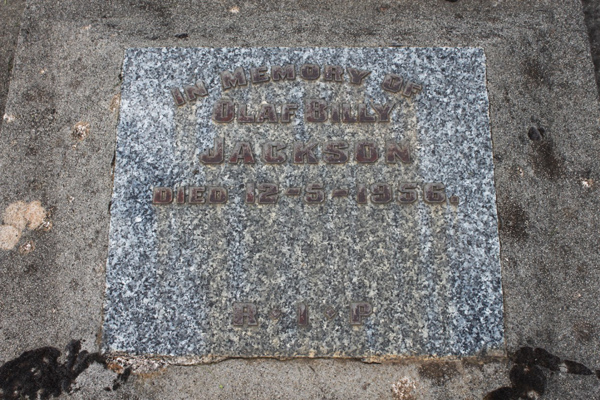 IN MEMORY OF
OLAF BILLY
JACKSON
DIED 12-5-1956.
R·I·P